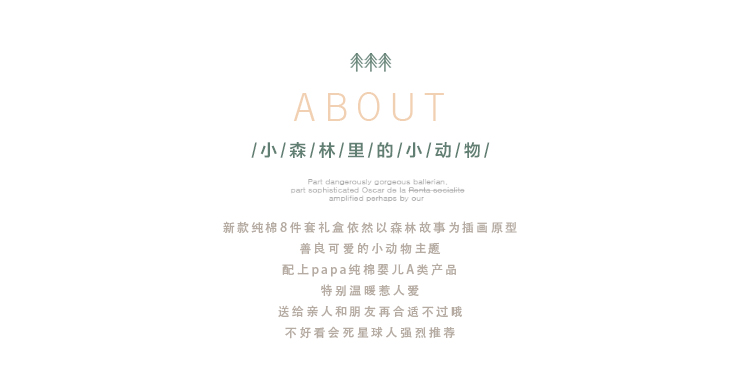 ABOUT
/小/森/林/里/的/小/动/物/
Part dangerously gorgeous ballerian,
part sophisticated Oscar de la Renta socialite
amplified perhaps by our
新款纯棉8件套礼盒依然以森林故事为插画原型
善良可爱的小动物主题
配上papa纯棉婴儿A类产品
特别温暖惹人爱
送给亲人和朋友再合适不过哦
不好看会死星球人强烈推荐